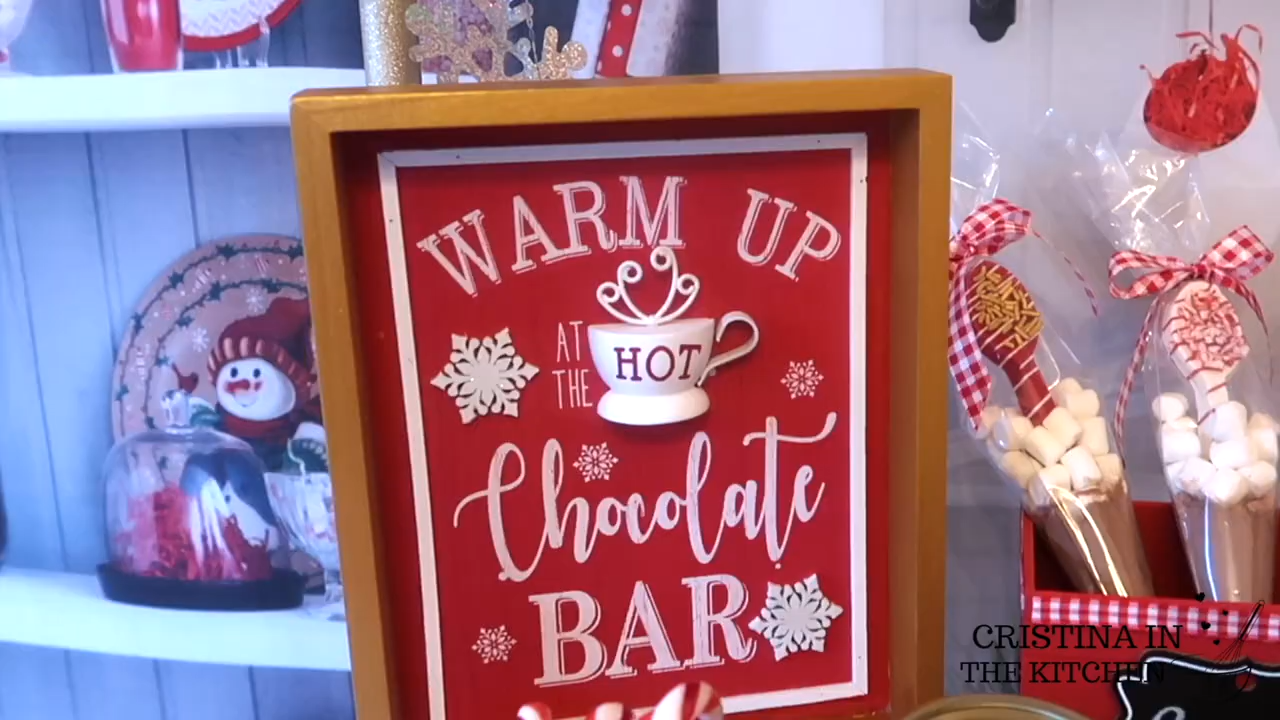 WARM UP
AT
THE
HOT
Chocolate
BAR
CRISTINA IN
THE KITCHEN